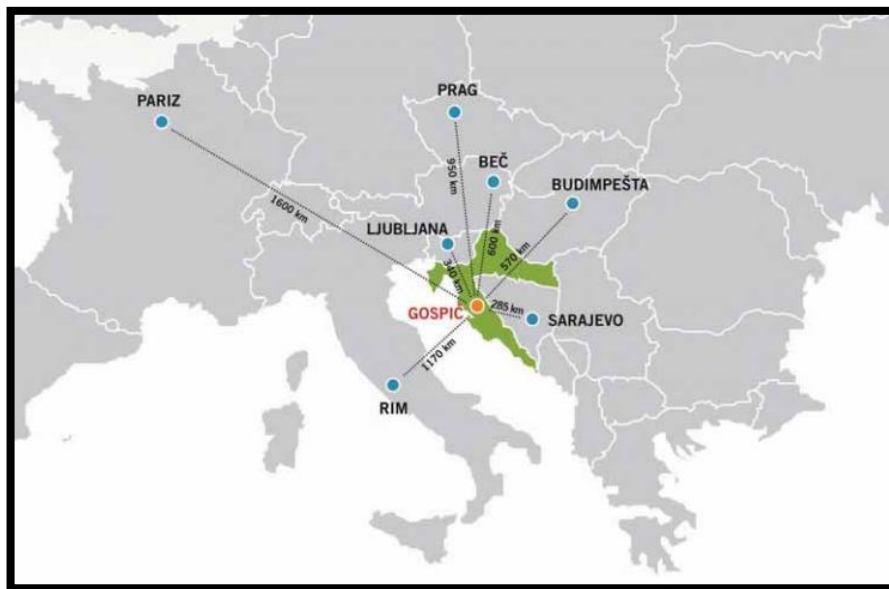 PARIZ
PRAG
950 km
BEČ
BUDIMPEŠTA
1600 km
LJUBLJANA
600 km
570 km
340 km
GOSPIĆ
285 km
SARAJEVO
1170 km
RIM